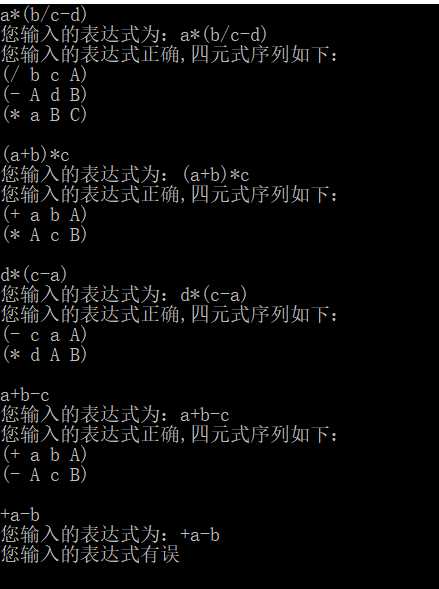 a*(b/c-d)
您输入的表达式为：a*(b/c-d)
您输入的表达式正确,四元式序列如下：
(/ b c A)
(- A d B)
(* a B C)
(a+b)*c
您输入的表达式为：(a+b)*c
您输入的表达式正确,四元式序列如下：
(+ a b A)
(* A c B)
d*(c-a)
您输入的表达式为：d*(c-a)
您输入的表达式正确,四元式序列如下：
(- c a A)
(* d A B)
a+b-c
您输入的表达式为：a+b-c
您输入的表达式正确,四元式序列如下：
(+ a b A)
(- A c B)
+a-b
您输入的表达式为：+a-b
您输入的表达式有误